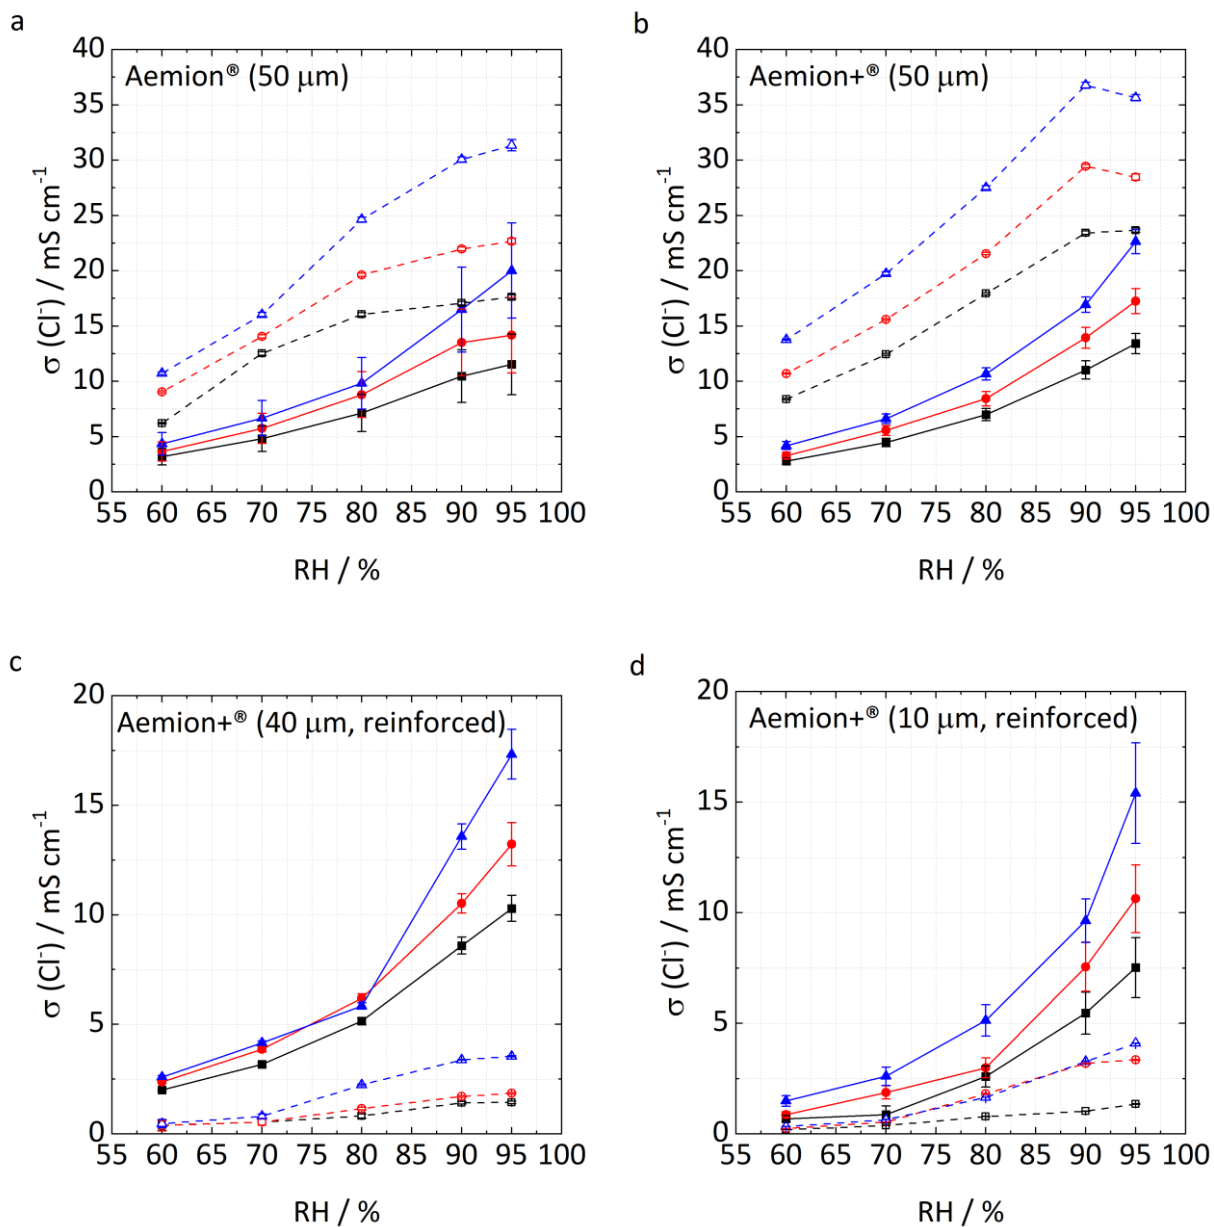 a
Aemion® (50 μm)
40
35
30
25
20
15
10
5
0
σ (Cl⁻) / mS cm⁻¹
55 60 65 70 75 80 85 90 95 100
RH / %
b
Aemion+® (50 μm)
40
35
30
25
20
15
10
5
0
σ (Cl⁻) / mS cm⁻¹
55 60 65 70 75 80 85 90 95 100
RH / %
c
Aemion+® (40 μm, reinforced)
20
15
10
5
0
σ (Cl⁻) / mS cm⁻¹
55 60 65 70 75 80 85 90 95 100
RH / %
d
Aemion+® (10 μm, reinforced)
20
15
10
5
0
σ (Cl⁻) / mS cm⁻¹
55 60 65 70 75 80 85 90 95 100
RH / %